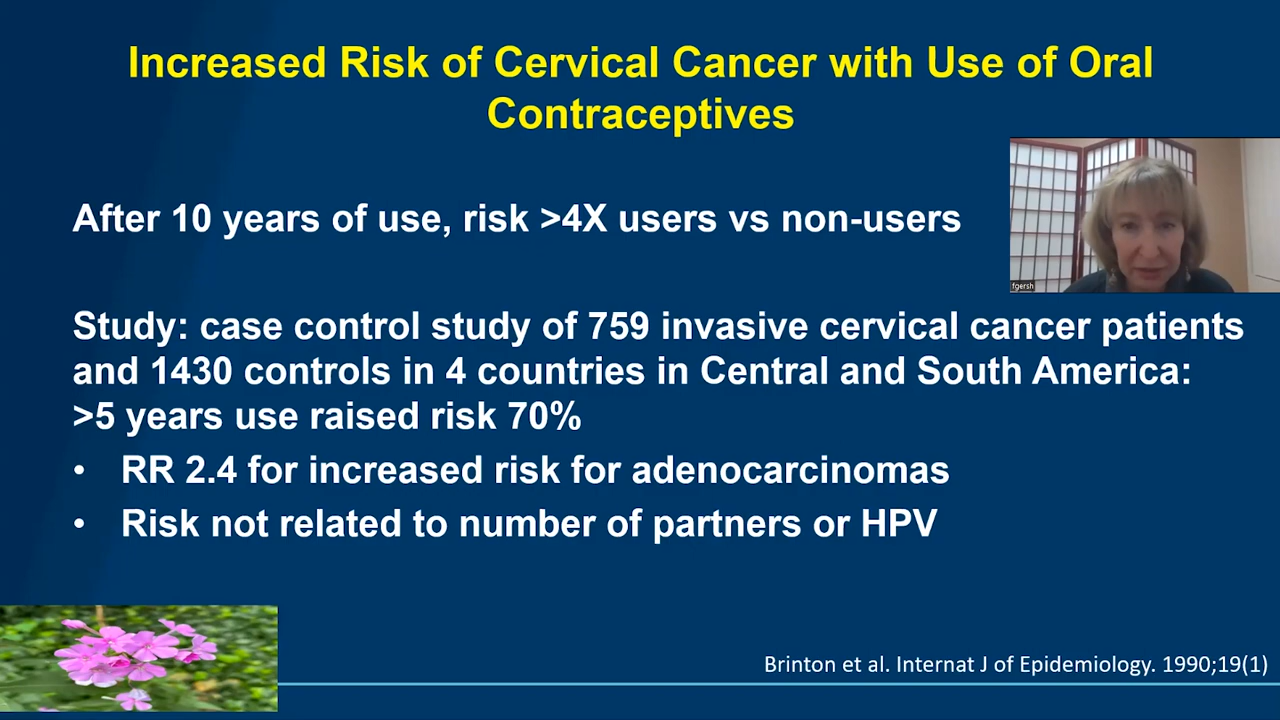 Increased Risk of Cervical Cancer with Use of Oral
Contraceptives
After 10 years of use, risk >4X users vs non-users
fgersh
Study: case control study of 759 invasive cervical cancer patients
and 1430 controls in 4 countries in Central and South America:
>5 years use raised risk 70%
• RR 2.4 for increased risk for adenocarcinomas
• Risk not related to number of partners or HPV
Brinton et al. Internat J of Epidemiology. 1990;19(1)